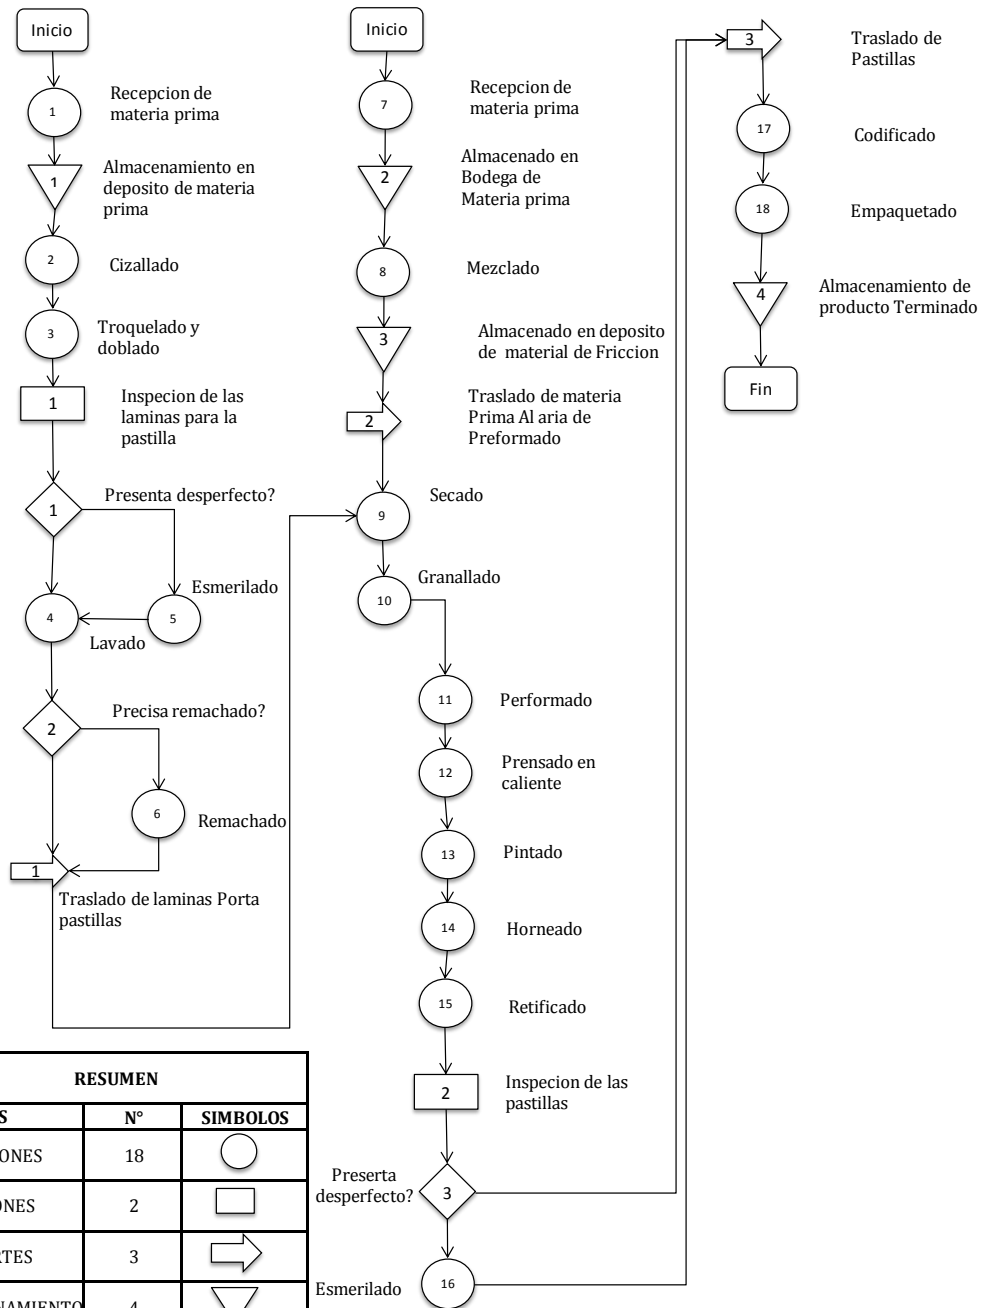 Inicio
1
Recepcion de
materia prima
1
Almacenamiento en
deposito de materia
prima
2
Cizallado
3
Troquelado y
doblado
1
Inspecion de las
laminas para la
pastilla
1
Presenta desperfecto?
Esmerilado
4
5
Lavado
2
Precisa remachado?
6
Remachado
1
Traslado de laminas Porta
pastillas
Inicio
7
Recepcion de
materia prima
2
Almacenado en
Bodega de
Materia prima
8
Mezclado
3
Almacenado en deposito
de material de Friccion
2
Traslado de materia
Prima Al aria de
Preformado
9
Secado
10
Granallado
11
Performado
12
Prensado en
caliente
13
Pintado
14
Horneado
15
Retificado
2
Inspecion de las
pastillas
3
Preserta
desperfecto?
16
Esmerilado
3
Traslado de
Pastillas
17
Codificado
18
Empaquetado
4
Almacenamiento de
producto Terminado
Fin
RESUMEN
S N° SIMBOLOS
ONES 18
ONES 2
RTES 3
NAMIENTO 4